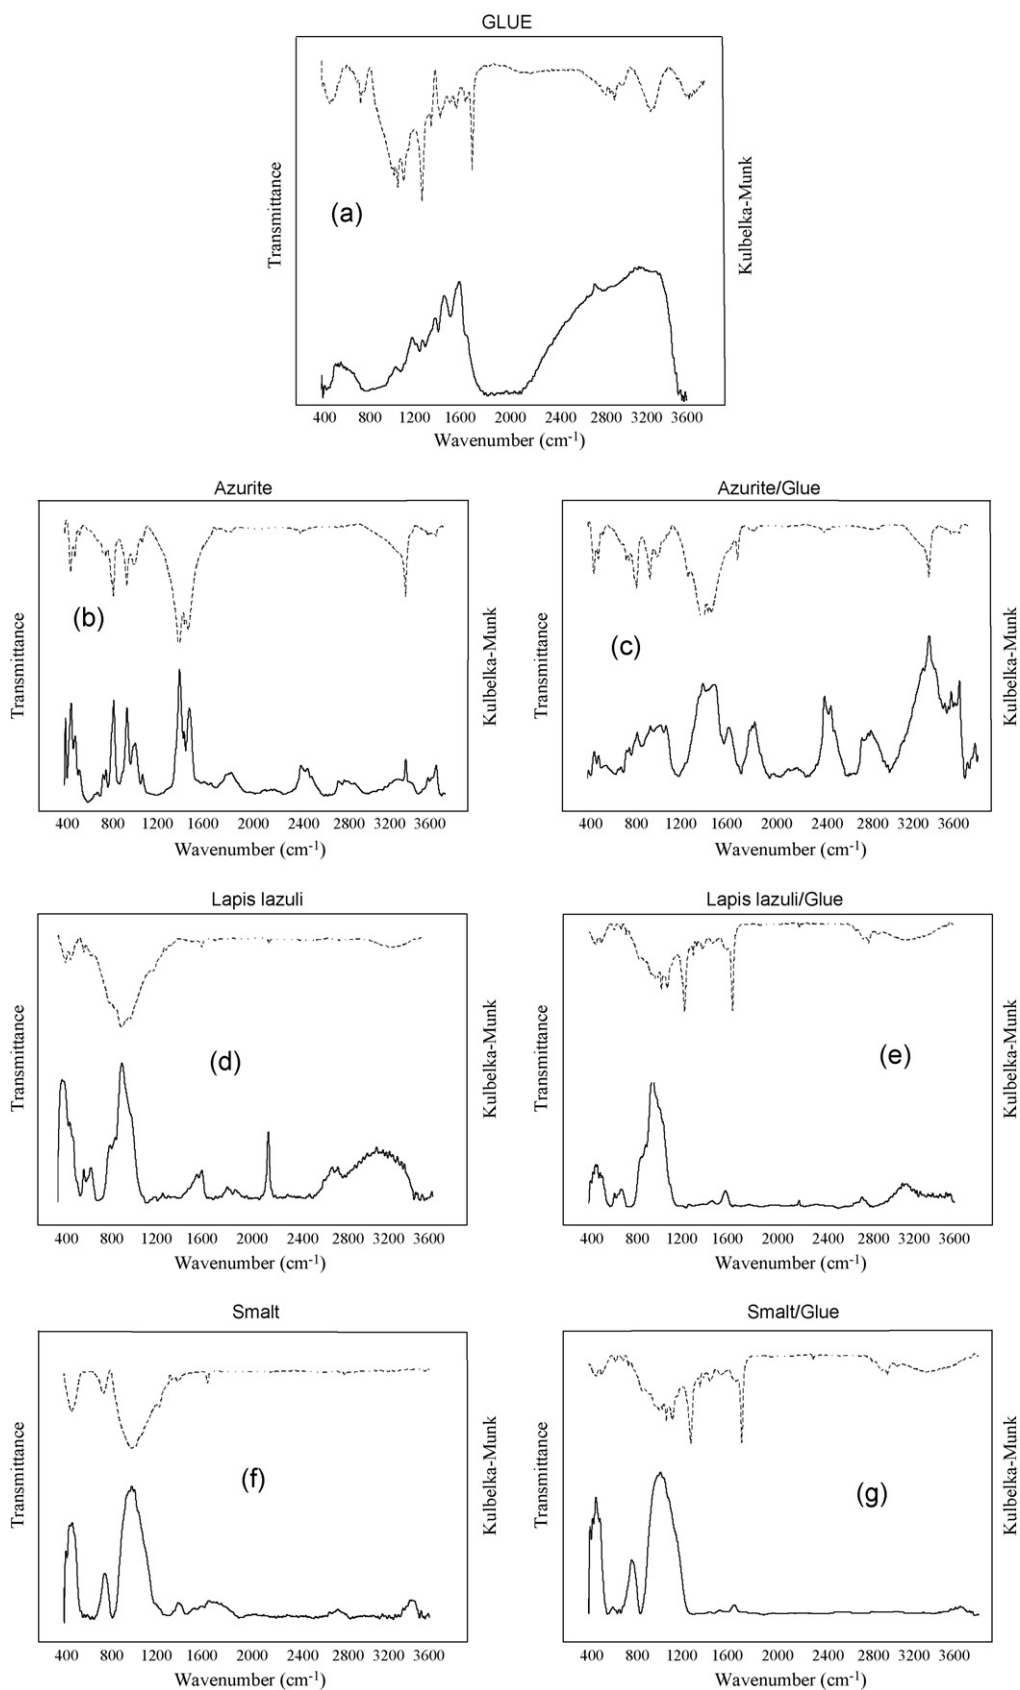 GLUE
Transmittance
Kulbelka-Munk
(a)
400 800 1200 1600 2000 2400 2800 3200 3600
Wavenumber (cm-1)
Azurite
Transmittance
Kulbelka-Munk
(b)
400 800 1200 1600 2000 2400 2800 3200 3600
Wavenumber (cm-1)
Azurite/Glue
Transmittance
Kulbelka-Munk
(c)
400 800 1200 1600 2000 2400 2800 3200 3600
Wavenumber (cm-1)
Lapis lazuli
Transmittance
Kulbelka-Munk
(d)
400 800 1200 1600 2000 2400 2800 3200 3600
Wavenumber (cm-1)
Lapis lazuli/Glue
Transmittance
Kulbelka-Munk
(e)
400 800 1200 1600 2000 2400 2800 3200 3600
Wavenumber (cm-1)
Smalt
Transmittance
Kulbelka-Munk
(f)
400 800 1200 1600 2000 2400 2800 3200 3600
Wavenumber (cm-1)
Smalt/Glue
Transmittance
Kulbelka-Munk
(g)
400 800 1200 1600 2000 2400 2800 3200 3600
Wavenumber (cm-1)